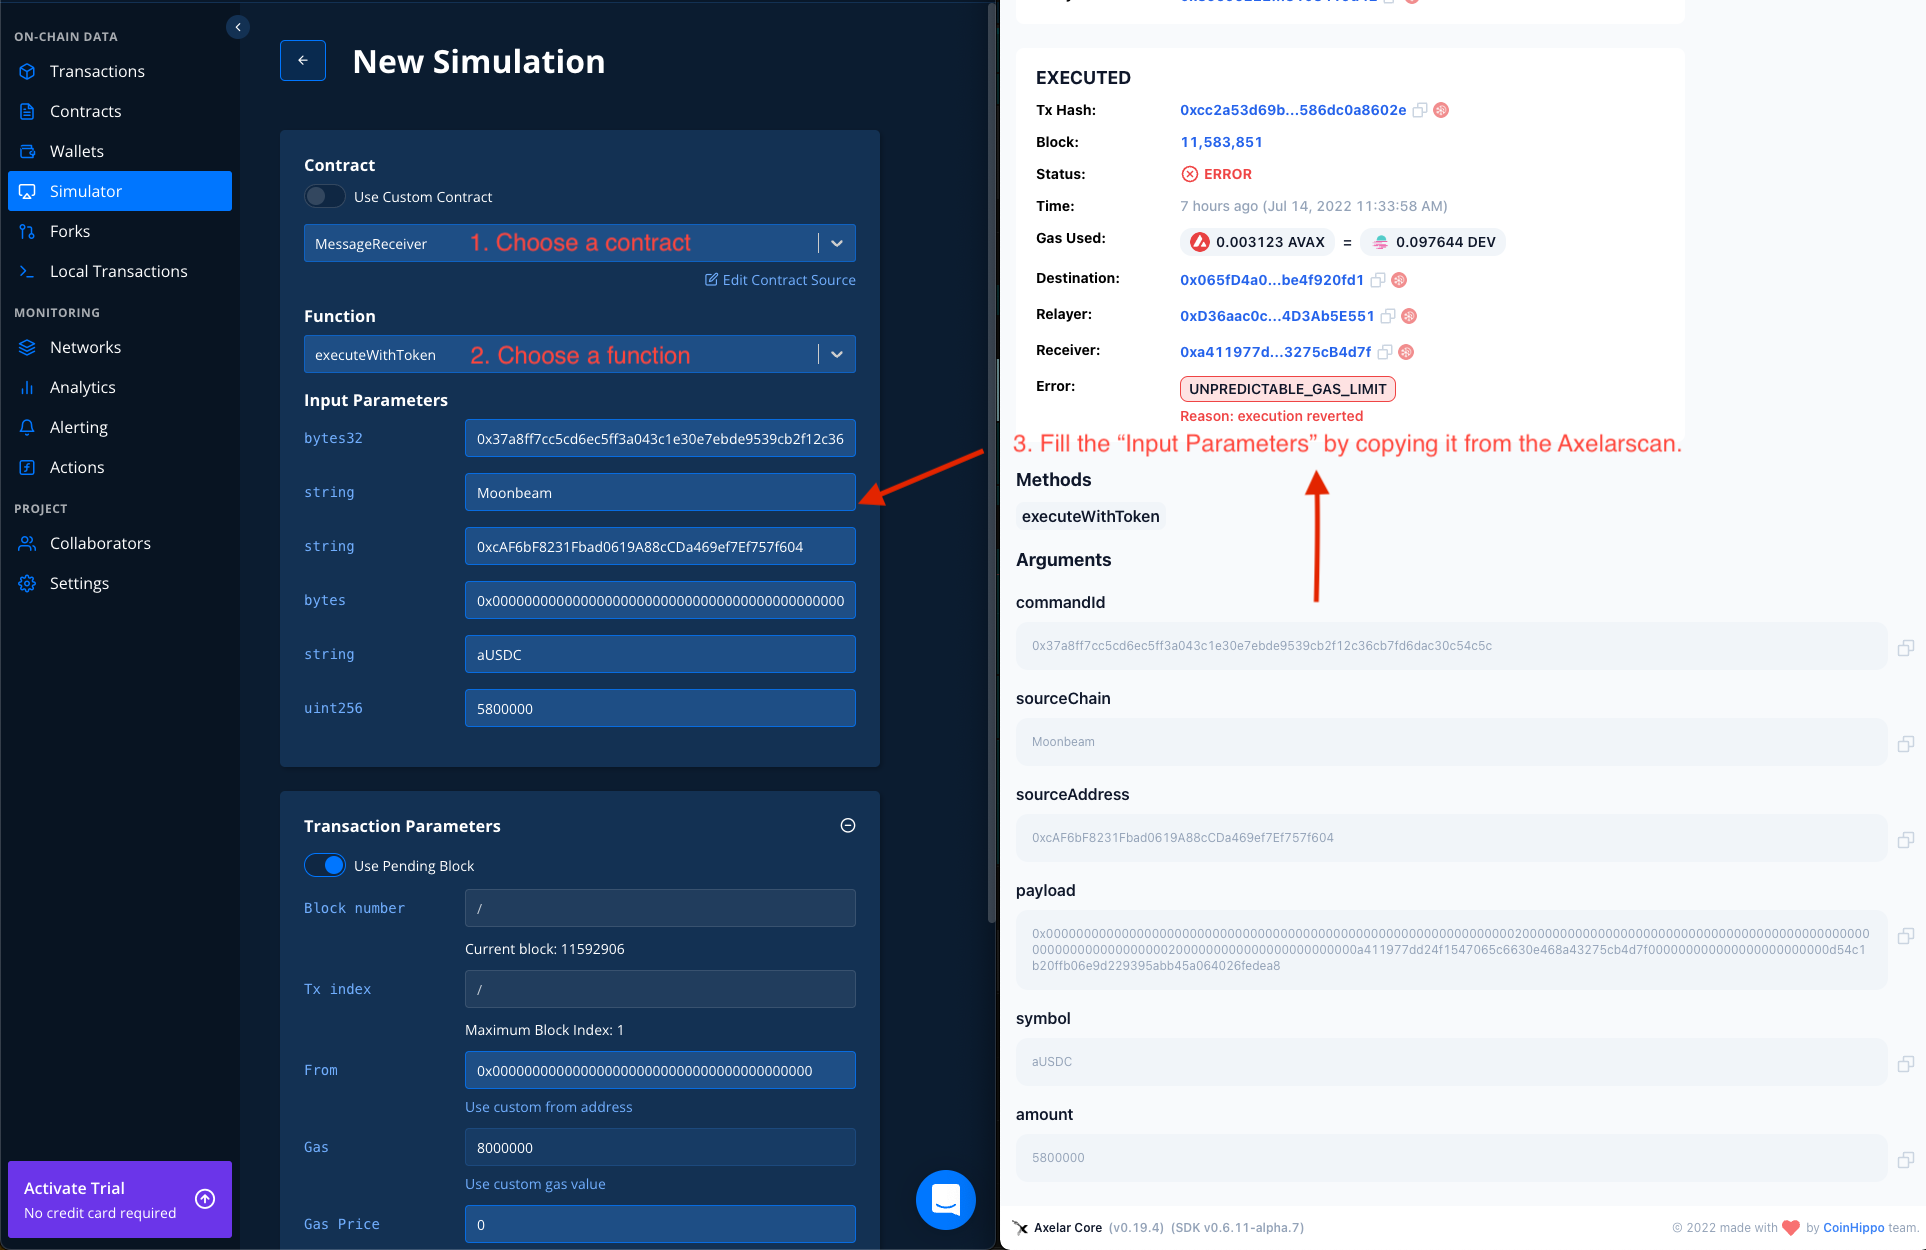 ON-CHAIN DATA
Transactions
Contracts
Wallets
Simulator
Forks
Local Transactions
MONITORING
Networks
Analytics
Alerting
Actions
PROJECT
Collaborators
Settings
Activate Trial
No credit card required
New Simulation
Contract
Use Custom Contract
MessageReceiver
1. Choose a contract
Edit Contract Source
Function
executeWithToken
2. Choose a function
Input Parameters
bytes32
0x37a8ff7cc5cd6ec5ff3a043c1e30e7ebde9539cb2f12c36
string
Moonbeam
string
0xcAF6bF8231Fbad0619A88cCDa469ef7Ef757f604
bytes
string
aUSDC
uint256
5800000
Transaction Parameters
Use Pending Block
Block number
/
Current block: 11592906
Tx index
/
Maximum Block Index: 1
From
0x0000000000000000000000000000000000000000
Use custom from address
Gas
8000000
Use custom gas value
Gas Price
0
EXECUTED
Tx Hash:
0xcc2a53d69b...586dc0a8602e
Block:
11,583,851
Status:
ERROR
Time:
7 hours ago (Jul 14, 2022 11:33:58 AM)
Gas Used:
0.003123 AVAX = 0.097644 DEV
Destination:
0x065fD4a0...be4f920fd1
Relayer:
0xD36aac0c...4D3Ab5E551
Receiver:
0xa411977d...3275cB4d7f
Error:
UNPREDICTABLE_GAS_LIMIT
Reason: execution reverted
3. Fill the “Input Parameters” by copying it from the Axelarscan.
Methods
executeWithToken
Arguments
commandId
0x37a8ff7cc5cd6ec5ff3a043c1e30e7ebde9539cb2f12c36cb7fd6dac30c54c5c
sourceChain
Moonbeam
sourceAddress
0xcAF6bF8231Fbad0619A88cCDa469ef7Ef757f604
payload
b20ffb06e9d229395abb45a064026fedea8
symbol
aUSDC
amount
5800000
Axelar Core (v0.19.4) (SDK v0.6.11-alpha.7)
© 2022 made with by CoinHippo team.